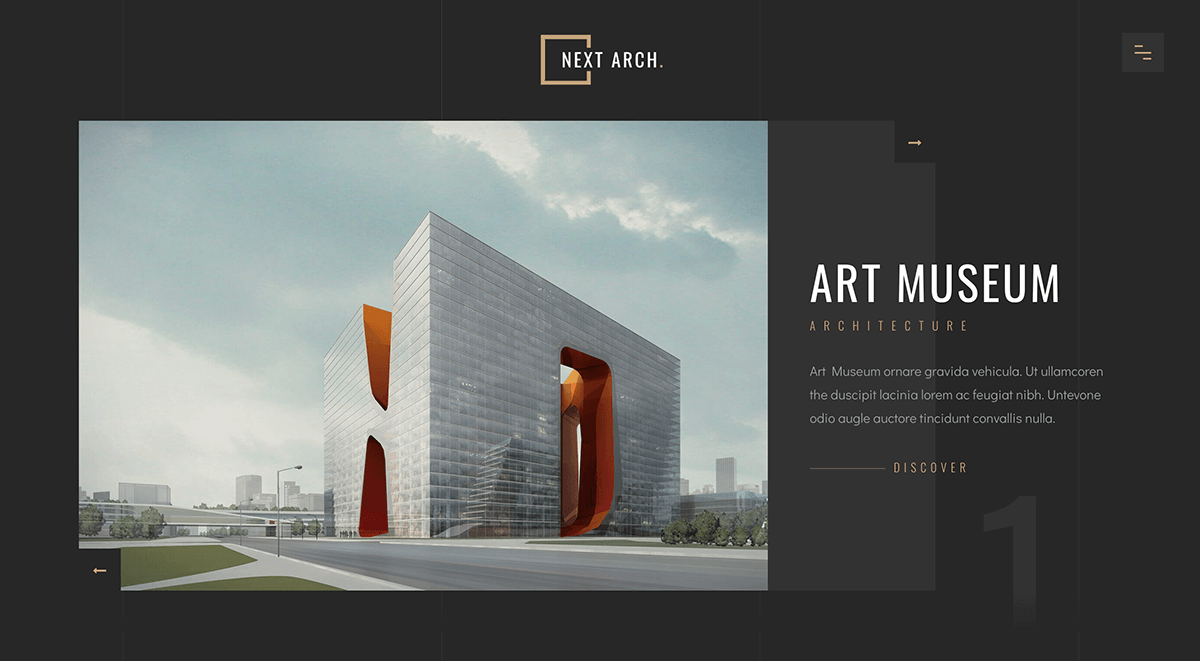 NEXT ARCH.
ART MUSEUM
ARCHITECTURE
Art Museum ornare gravida vehicula. Ut ullamcoren
the duscipit lacinia lorem ac feugiat nibh. Untevone
odio augle auctore tincidunt convallis nulla.
DISCOVER
1